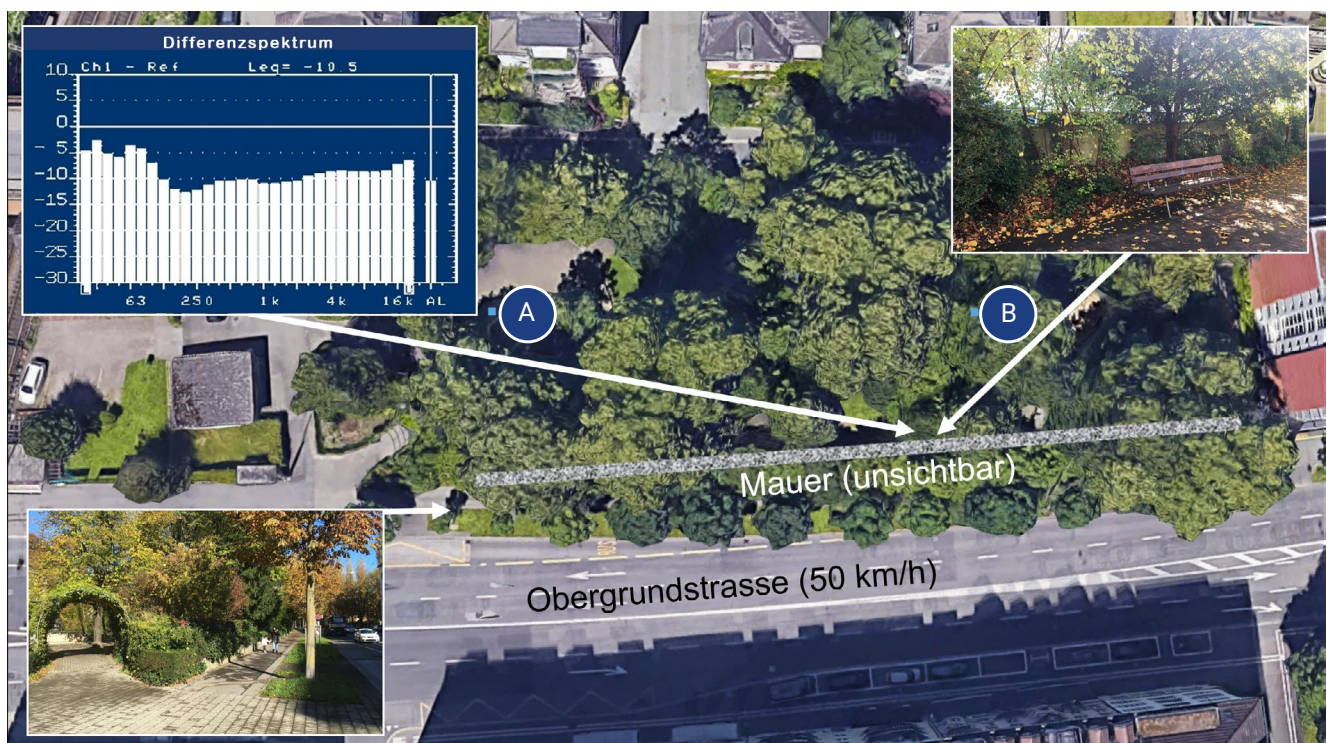 Differenzspektrum
Ch1 - Ref Leq= -10.5
10
5
0
- 5
-10
-15
-20
-25
-30
63 250 1k 4k 16k AL
A
B
Mauer (unsichtbar)
Obergrundstrasse (50 km/h)